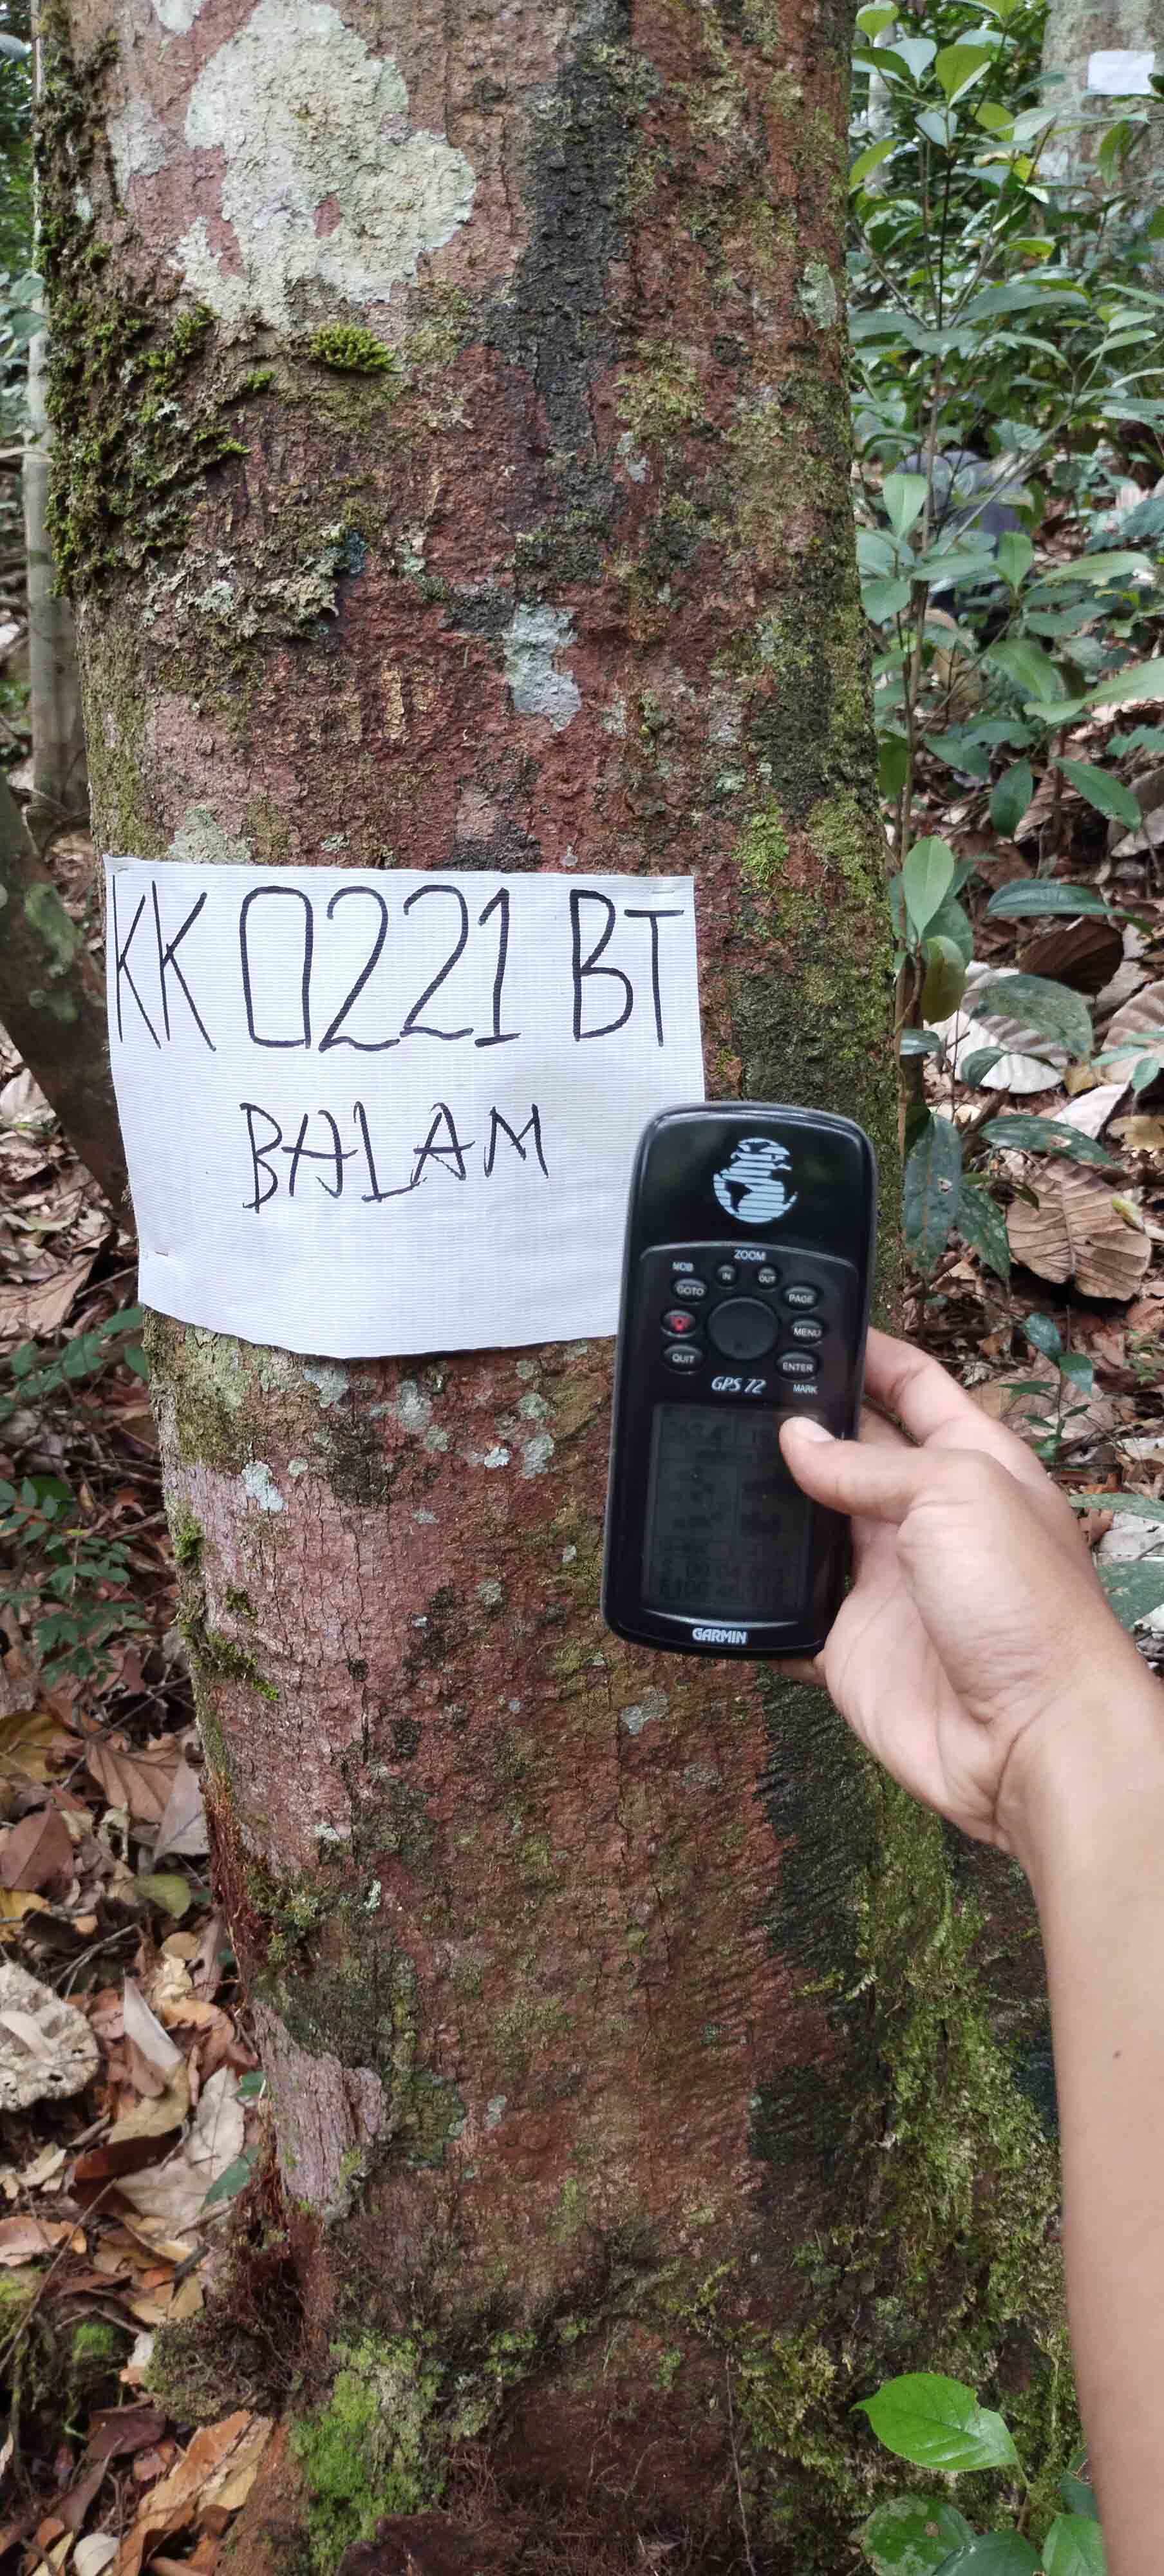 KK 0221 BT
BALAM
ZOOM
MOB
IN
OUT
GOTO
PAGE
MENU
QUIT
ENTER
GPS 72
MARK
GARMIN